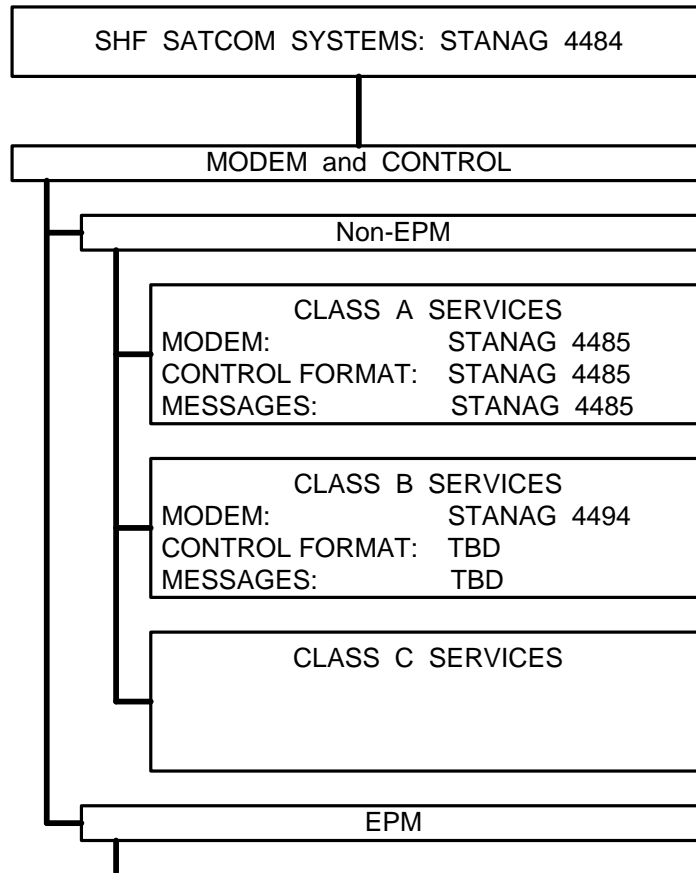 SHF SATCOM SYSTEMS: STANAG 4484
MODEM and CONTROL
Non-EPM
CLASS A SERVICES
MODEM: STANAG 4485
CONTROL FORMAT: STANAG 4485
MESSAGES: STANAG 4485
CLASS B SERVICES
MODEM: STANAG 4494
CONTROL FORMAT: TBD
MESSAGES: TBD
CLASS C SERVICES
EPM